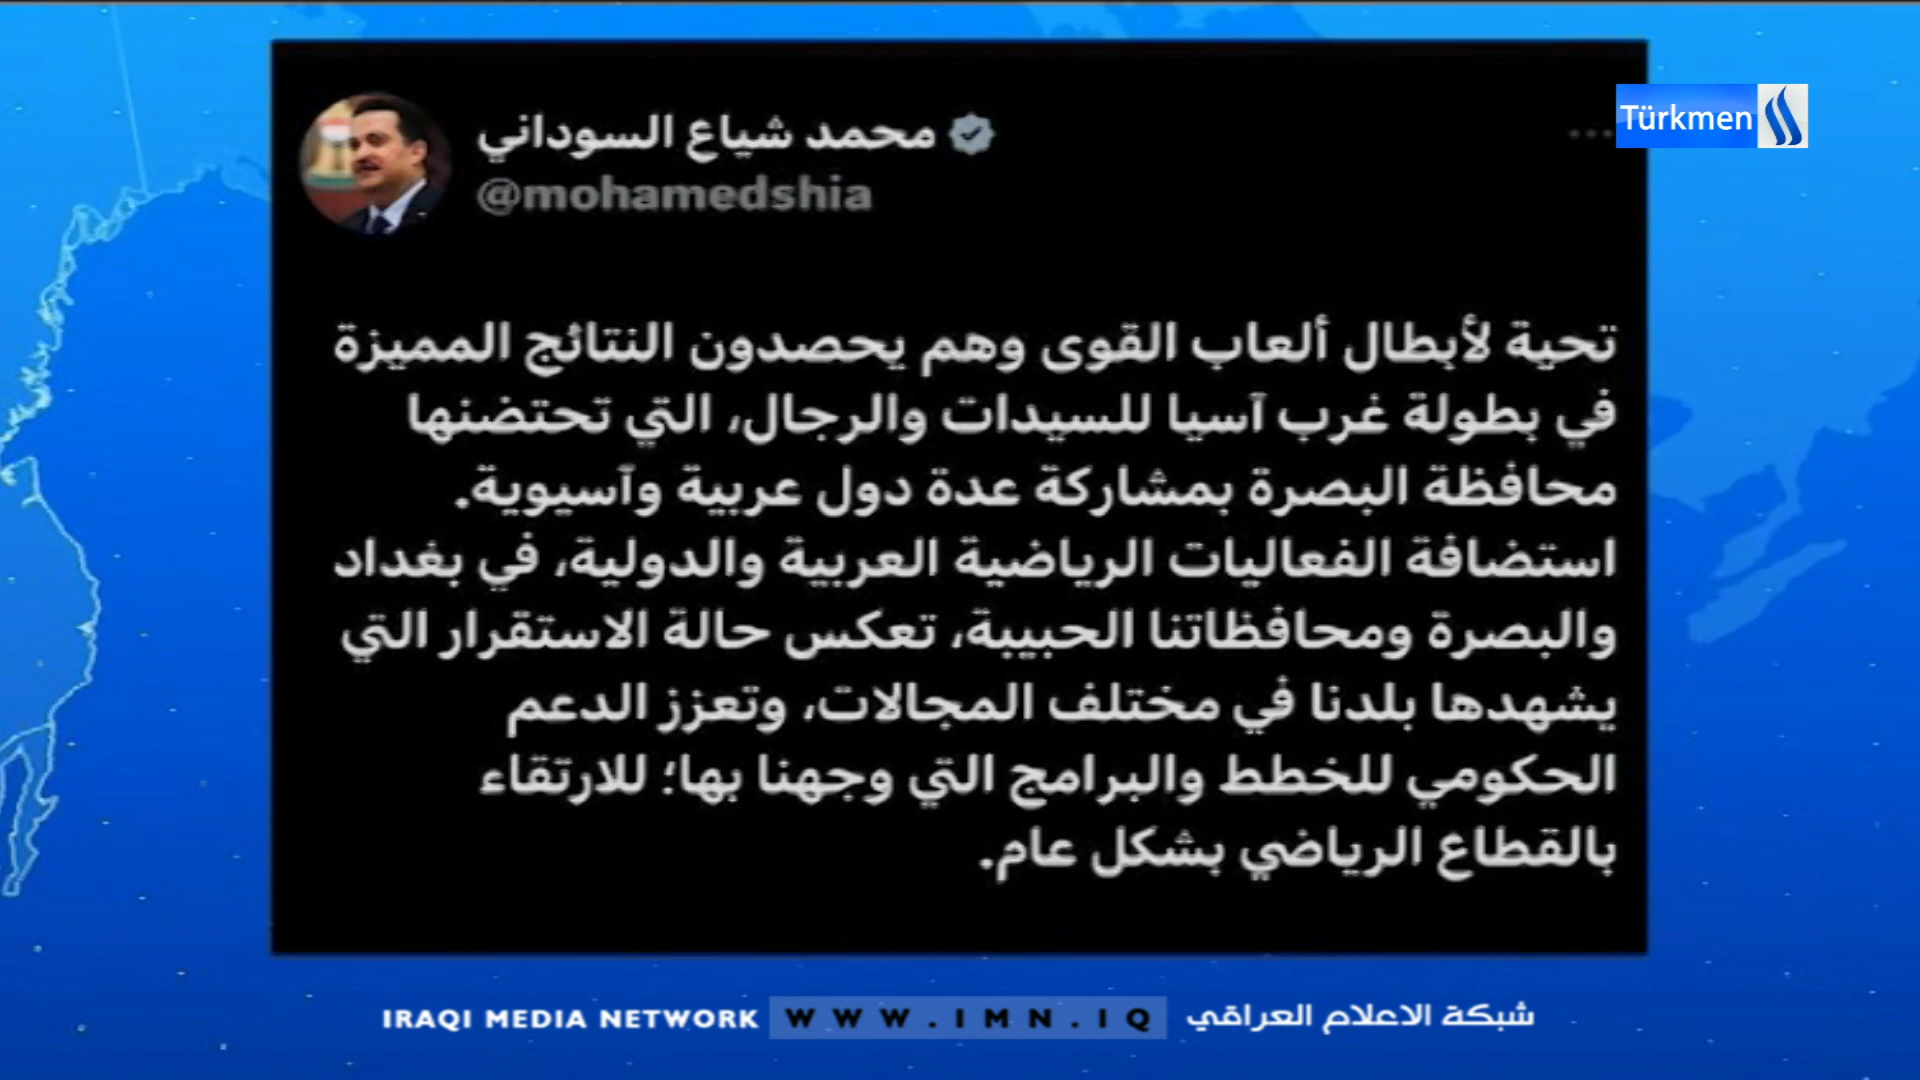 Türkmen
محمد شياع السوداني
@mohamedshia
تحية لأبطال ألعاب القوى وهم يحصدون النتائج المميزة
في بطولة غرب آسيا للسيدات والرجال، التي تحتضنها
محافظة البصرة بمشاركة عدة دول عربية وآسيوية.
استضافة الفعاليات الرياضية العربية والدولية، في بغداد
والبصرة ومحافظاتنا الحبيبة، تعكس حالة الاستقرار التي
يشهدها بلدنا في مختلف المجالات، وتعزز الدعم
الحكومي للخطط والبرامج التي وجهنا بها؛ للارتقاء
بالقطاع الرياضي بشكل عام.
IRAQI MEDIA NETWORK WWW.IMN.IQ شبكة الاعلام العراقي